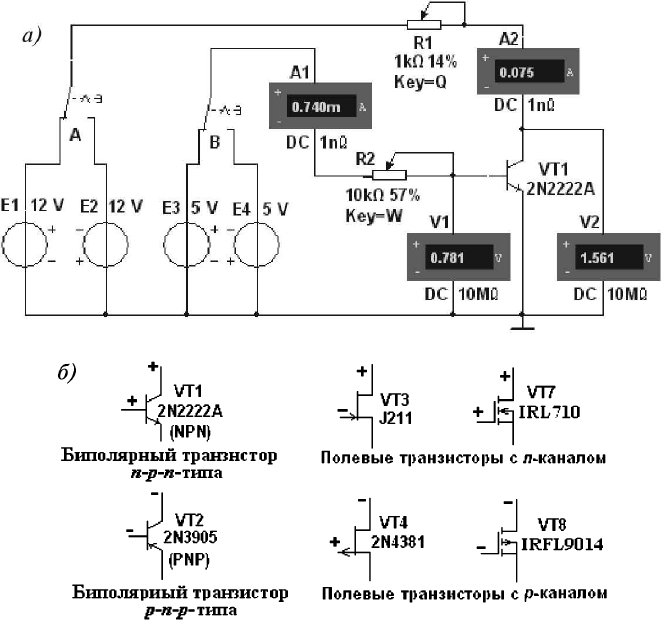 а)
R1
1kΩ 14%
Key=Q
A2
+
0.075 A
-
DC 1nΩ
A
B
A1
+
0.740m A
-
DC 1nΩ
R2
10kΩ 57%
Key=W
VT1
2N2222A
E1 12 V
E2 12 V
E3 5 V
E4 5 V
+ - - + + - - +
V1
+
0.781 V
-
DC 10MΩ
V2
+
1.561 V
-
DC 10MΩ
б)
+
+
VT1
2N2222A
(NPN)
Биполярный транзистор
n-p-n-типа
+
-
VT3
J211
+
+
VT7
IRL710
Полевые транзисторы с n-каналом
-
-
VT2
2N3905
(PNP)
Биполярный транзистор
p-n-p-типа
-
+
VT4
2N4381
-
-
VT8
IRFL9014
Полевые транзисторы с p-каналом